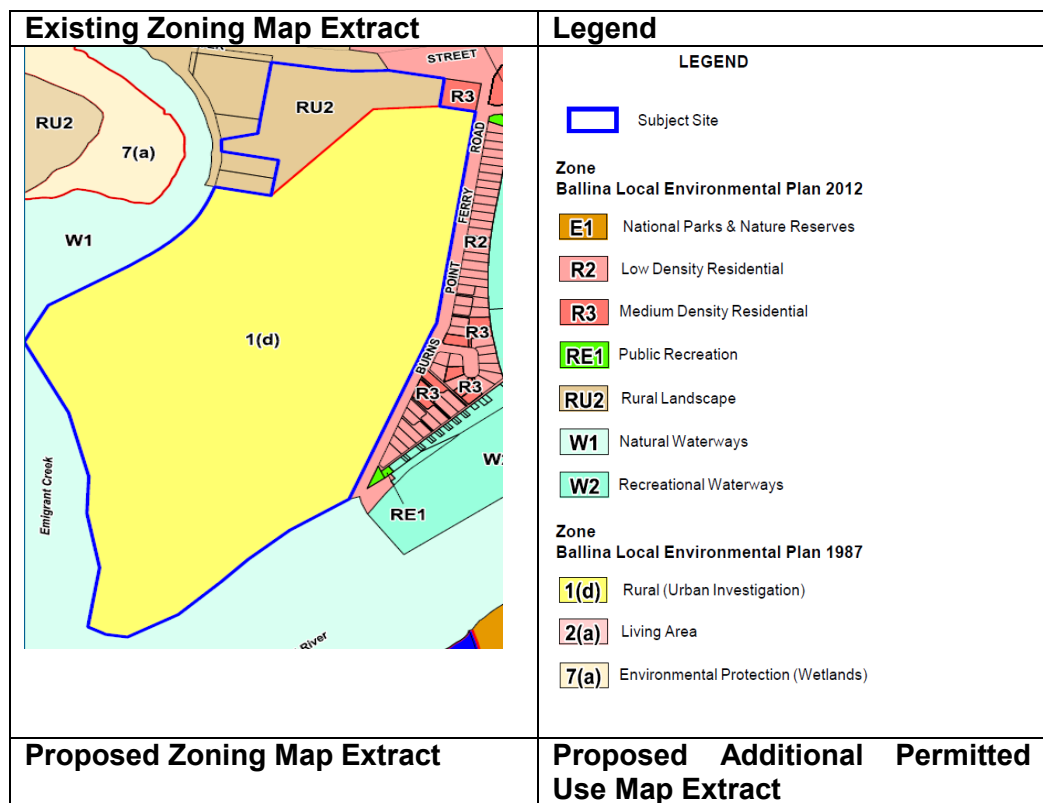 Existing Zoning Map Extract
Legend
STREET
R3
RU2
RU2
7(a)
ROAD
FERRY
W1
R2
POINT
1(d)
R3
BURNS
R3
R3
W2
Emigrant Creek
RE1
River
LEGEND
Subject Site
Zone
Ballina Local Environmental Plan 2012
E1 National Parks & Nature Reserves
R2 Low Density Residential
R3 Medium Density Residential
RE1 Public Recreation
RU2 Rural Landscape
W1 Natural Waterways
W2 Recreational Waterways
Zone
Ballina Local Environmental Plan 1987
1(d) Rural (Urban Investigation)
2(a) Living Area
7(a) Environmental Protection (Wetlands)
Proposed Zoning Map Extract
Proposed Additional Permitted
Use Map Extract